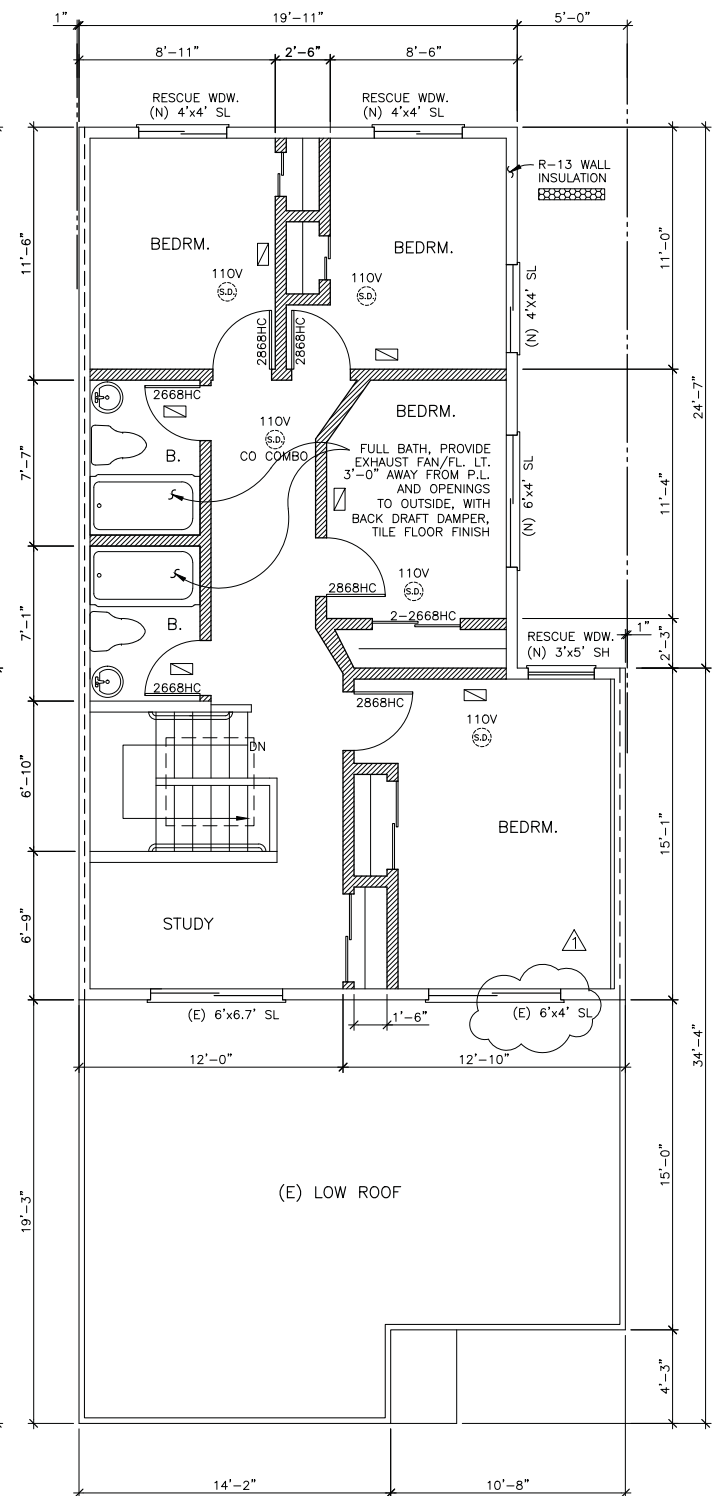 1"
19'-11"
5'-0"
8'-11"
2'-6"
8'-6"
RESCUE WDW.
(N) 4'x4' SL
RESCUE WDW.
(N) 4'x4' SL
R-13 WALL
INSULATION
11'-6"
BEDRM.
BEDRM.
11'-0"
110V
S.D.
110V
S.D.
(N) 4'X4' SL
2868HC
2868HC
24'-7"
2668HC
BEDRM.
110V
S.D.
CO COMBO
B.
7'-7"
FULL BATH, PROVIDE
EXHAUST FAN/FL. LT.
3'-0" AWAY FROM P.L.
AND OPENINGS
TO OUTSIDE, WITH
BACK DRAFT DAMPER,
TILE FLOOR FINISH
(N) 6'x4' SL
11'-4"
110V
S.D.
2868HC
2-2668HC
7'-1"
B.
RESCUE WDW.
(N) 3'x5' SH
1"
2'-3"
2668HC
2868HC
110V
S.D.
DN
6'-10"
BEDRM.
15'-1"
6'-9"
STUDY
1
(E) 6'x6.7' SL
1'-6"
(E) 6'x4' SL
12'-0"
12'-10"
34'-4"
(E) LOW ROOF
19'-3"
15'-0"
4'-3"
14'-2"
10'-8"